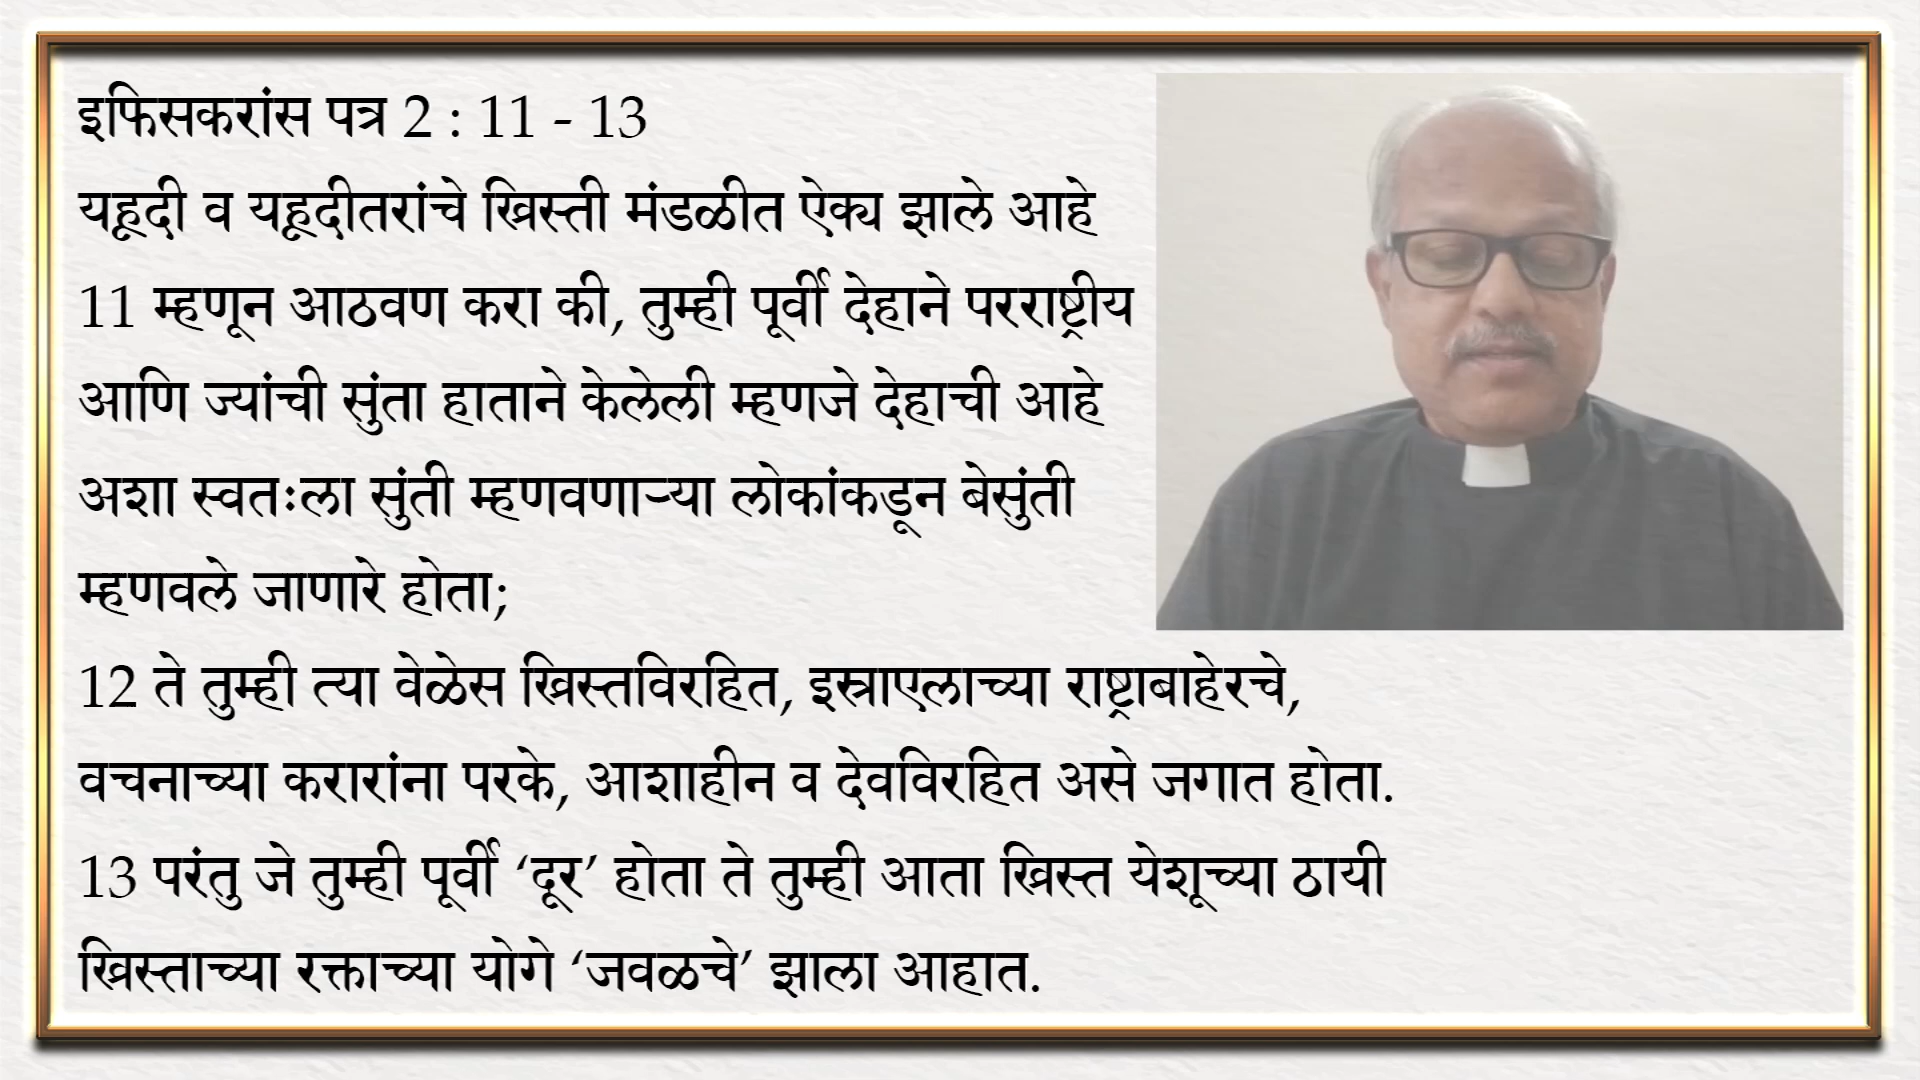 इफिसकरांस पत्र 2 : 11 - 13
यहूदी व यहूदीतरांचे ख्रिस्ती मंडळीत ऐक्य झाले आहे
11 म्हणून आठवण करा की, तुम्ही पूर्वी देहाने परराष्ट्रीय
आणि ज्यांची सुंता हाताने केलेली म्हणजे देहाची आहे
अशा स्वतःला सुंती म्हणवणाऱ्या लोकांकडून बेसुंती
म्हणवले जाणारे होता;
12 ते तुम्ही त्या वेळेस ख्रिस्तविरहित, इस्राएलाच्या राष्ट्राबाहेरचे,
वचनाच्या करारांना परके, आशाहीन व देवविरहित असे जगात होता.
13 परंतु जे तुम्ही पूर्वी ‘दूर’ होता ते तुम्ही आता ख्रिस्त येशूच्या ठायी
ख्रिस्ताच्या रक्ताच्या योगे ‘जवळचे’ झाला आहात.